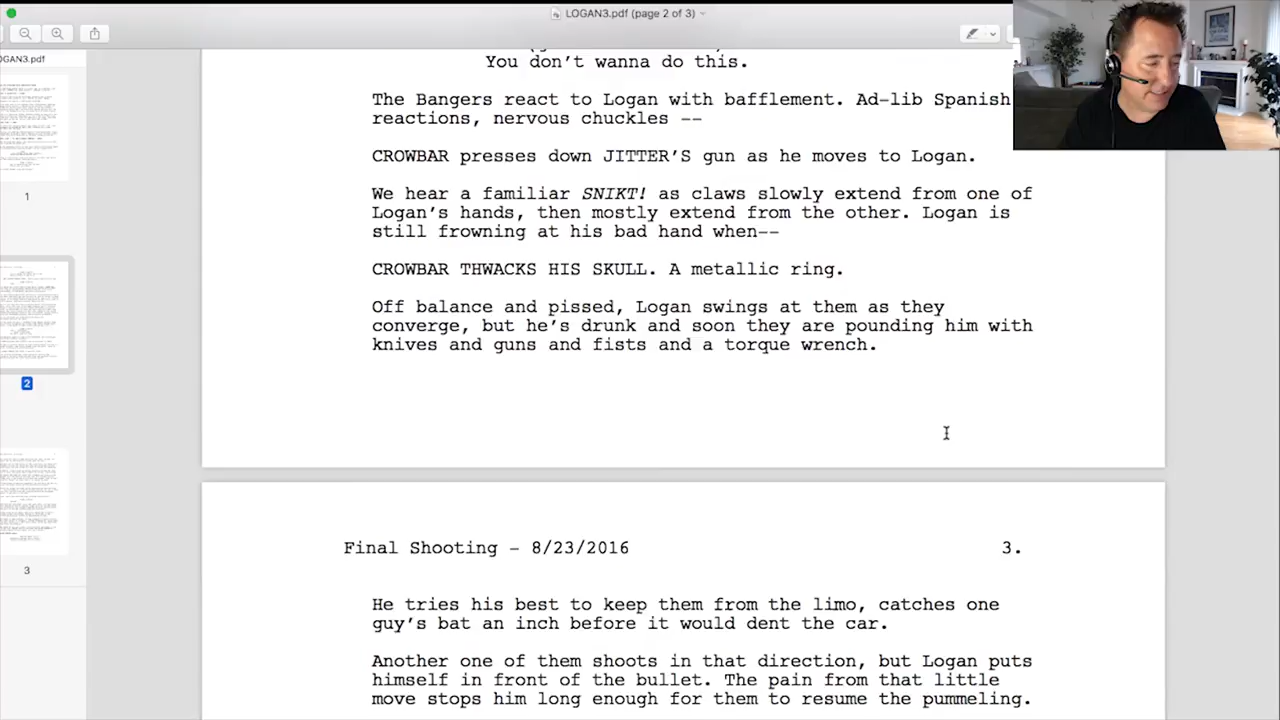 LOGAN3.pdf (page 2 of 3)
OGAN3.pdf
You don't wanna do this.
The Bangers react to Logan with bafflement. Ad-lib Spanish
reactions, nervous chuckles --
CROWBAR presses down JITTER'S gun as he moves to Logan.
We hear a familiar SNIKT! as claws slowly extend from one of
Logan's hands, then mostly extend from the other. Logan is
still frowning at his bad hand when--
CROWBAR THWACKS HIS SKULL. A metallic ring.
Off balance and pissed, Logan swings at them as they
converge, but he's drunk and soon they are pounding him with
knives and guns and fists and a torque wrench.
1
2
3
Final Shooting - 8/23/2016 3.
He tries his best to keep them from the limo, catches one
guy's bat an inch before it would dent the car.
Another one of them shoots in that direction, but Logan puts
himself in front of the bullet. The pain from that little
move stops him long enough for them to resume the pummeling.